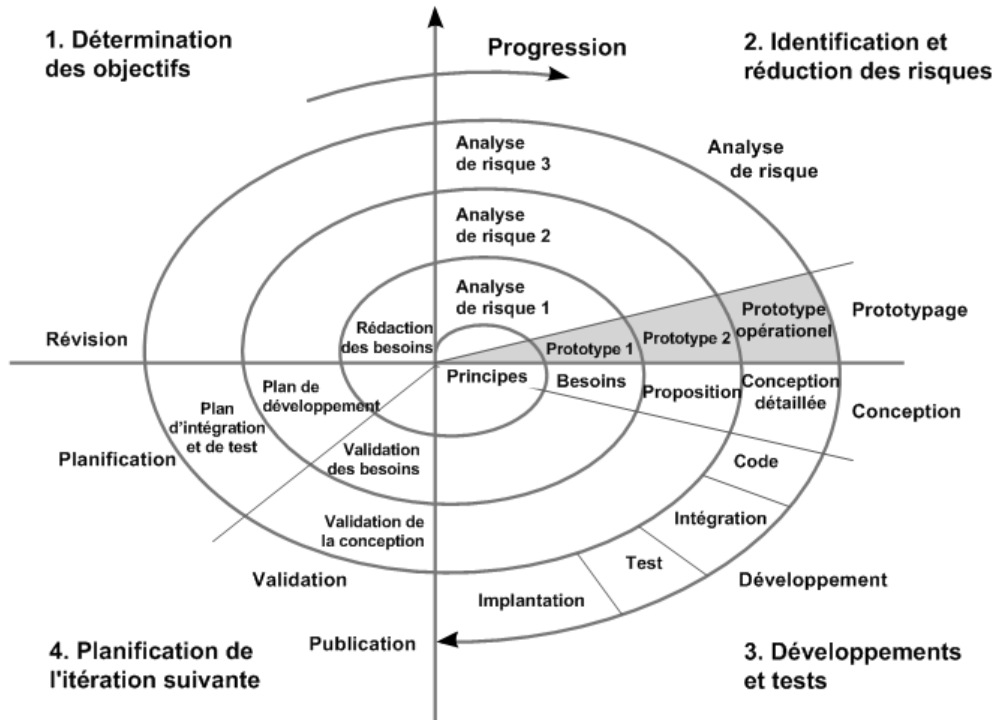 1. Détermination
des objectifs
Progression
2. Identification et
réduction des risques
Analyse
de risque 3
Analyse
de risque
Analyse
de risque 2
Analyse
de risque 1
Révision
Rédaction
des besoins
Prototype 1
Prototype 2
Prototype
opérationel
Prototypage
Principes
Besoins
Proposition
Conception
détaillée
Conception
Plan de
développement
Plan
d'intégration
et de test
Planification
Validation
des besoins
Code
Validation de
la conception
Intégration
Test
Validation
Développement
Implantation
Publication
4. Planification de
l'itération suivante
3. Développements
et tests